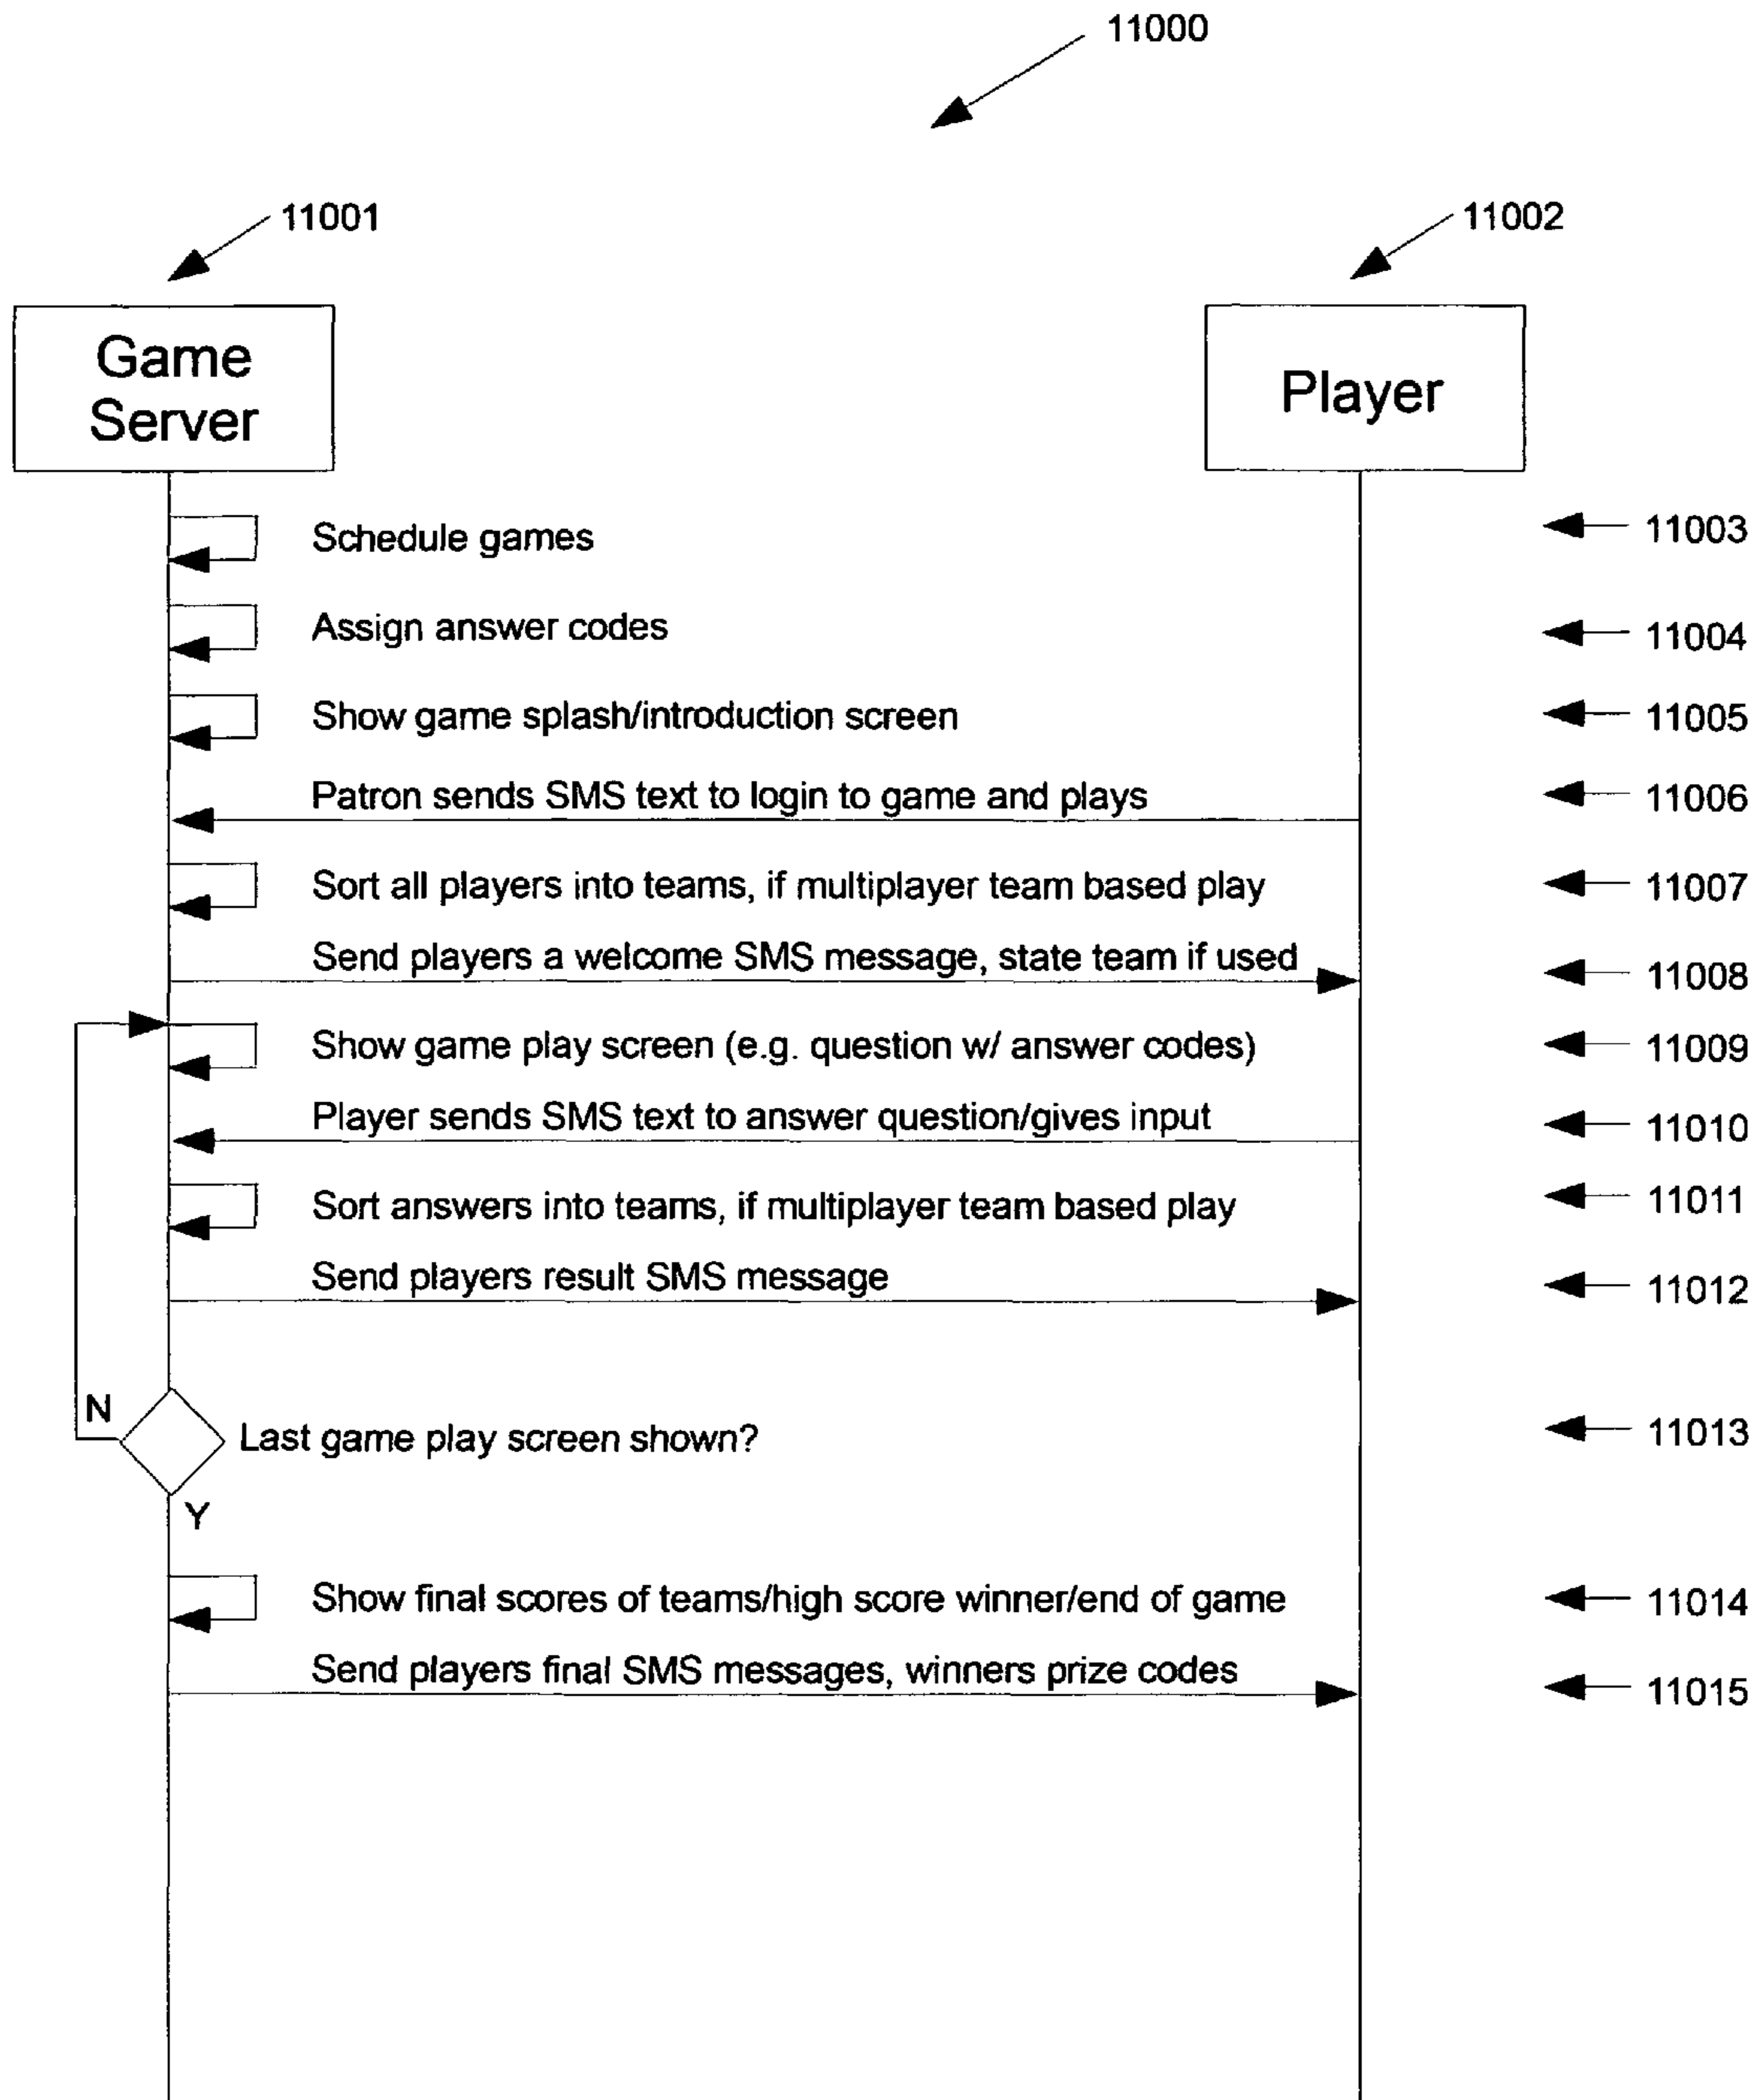 11000
11001
11002
Game
Server
Player
Schedule games
11003
Assign answer codes
11004
Show game splash/introduction screen
11005
Patron sends SMS text to login to game and plays
11006
Sort all players into teams, if multiplayer team based play
11007
Send players a welcome SMS message, state team if used
11008
Show game play screen (e.g. question w/ answer codes)
11009
Player sends SMS text to answer question/gives input
11010
Sort answers into teams, if multiplayer team based play
11011
Send players result SMS message
11012
N
Last game play screen shown?
11013
Y
Show final scores of teams/high score winner/end of game
11014
Send players final SMS messages, winners prize codes
11015